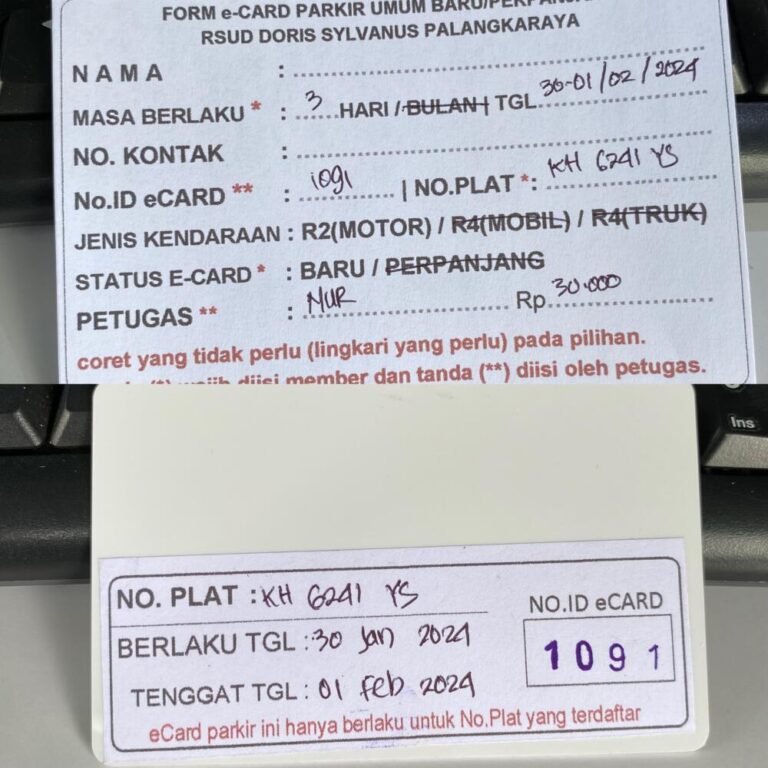 FORM e-CARD PARKIR UMUM BARU/PERPANJA
RSUD DORIS SYLVANUS PALANGKARAYA
NAMA :
MASA BERLAKU * : 3 HARI / BULAN | TGL 30-01/02/2024
NO. KONTAK :
No.ID eCARD ** : 1091 | NO.PLAT *: KH 6241 YS
JENIS KENDARAAN : R2(MOTOR) / R4(MOBIL) / R4(TRUK)
STATUS E-CARD * : BARU / PERPANJANG
PETUGAS ** : NUR Rp 30.000
coret yang tidak perlu (lingkari yang perlu) pada pilihan.
(*) wajib diisi member dan tanda (**) diisi oleh petugas.
Ins
NO. PLAT : KH 6241 YS
NO.ID eCARD
BERLAKU TGL : 30 Jan 2024
1091
TENGGAT TGL : 01 Feb 2024
eCard parkir ini hanya berlaku untuk No.Plat yang terdaftar